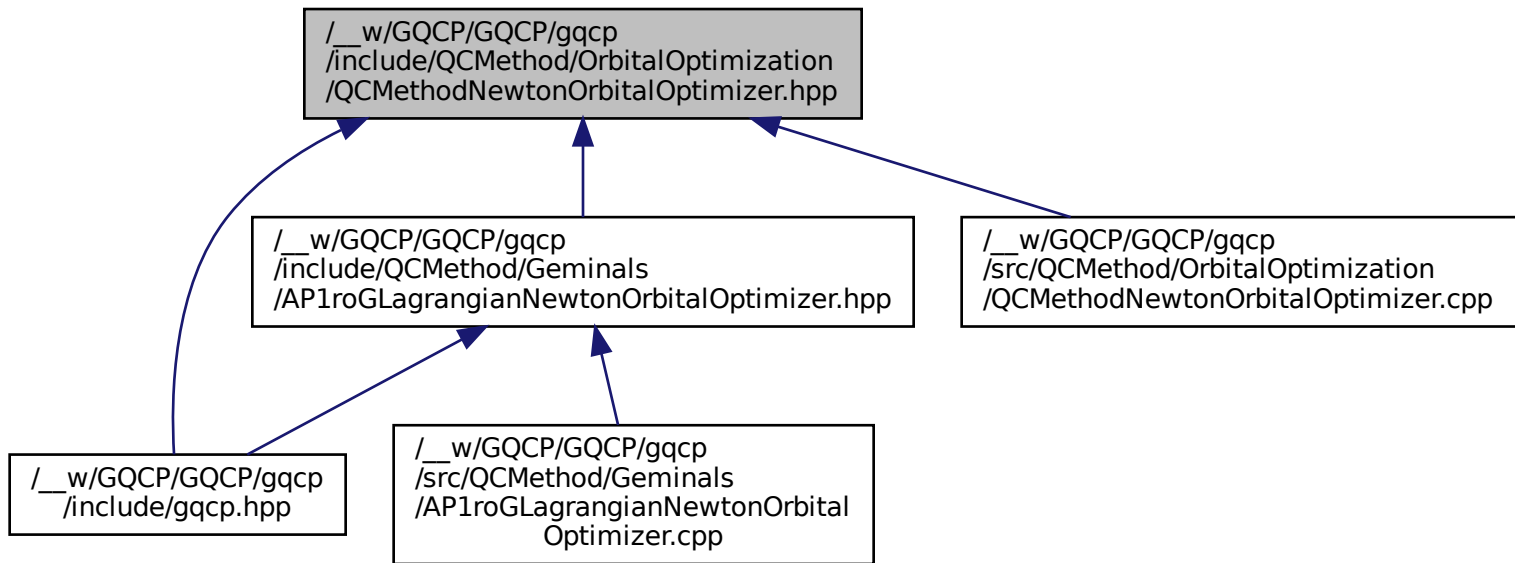 /__w/GQCP/GQCP/gqcp
/include/QCMethod/OrbitalOptimization
/QCMethodNewtonOrbitalOptimizer.hpp
/__w/GQCP/GQCP/gqcp
/include/QCMethod/Geminals
/AP1roGLagrangianNewtonOrbitalOptimizer.hpp
/__w/GQCP/GQCP/gqcp
/src/QCMethod/OrbitalOptimization
/QCMethodNewtonOrbitalOptimizer.cpp
/__w/GQCP/GQCP/gqcp
/include/gqcp.hpp
/__w/GQCP/GQCP/gqcp
/src/QCMethod/Geminals
/AP1roGLagrangianNewtonOrbital
Optimizer.cpp